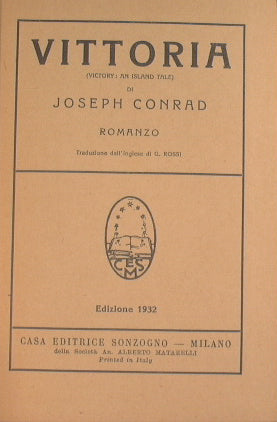 VITTORIA
(VICTORY: AN ISLAND TALE)
DI
JOSEPH CONRAD
ROMANZO
Traduzione dall'inglese di G. ROSSI
CESM
Edizione 1932
CASA EDITRICE SONZOGNO — MILANO
della Società An. ALBERTO MATARELLI
Printed in Italy